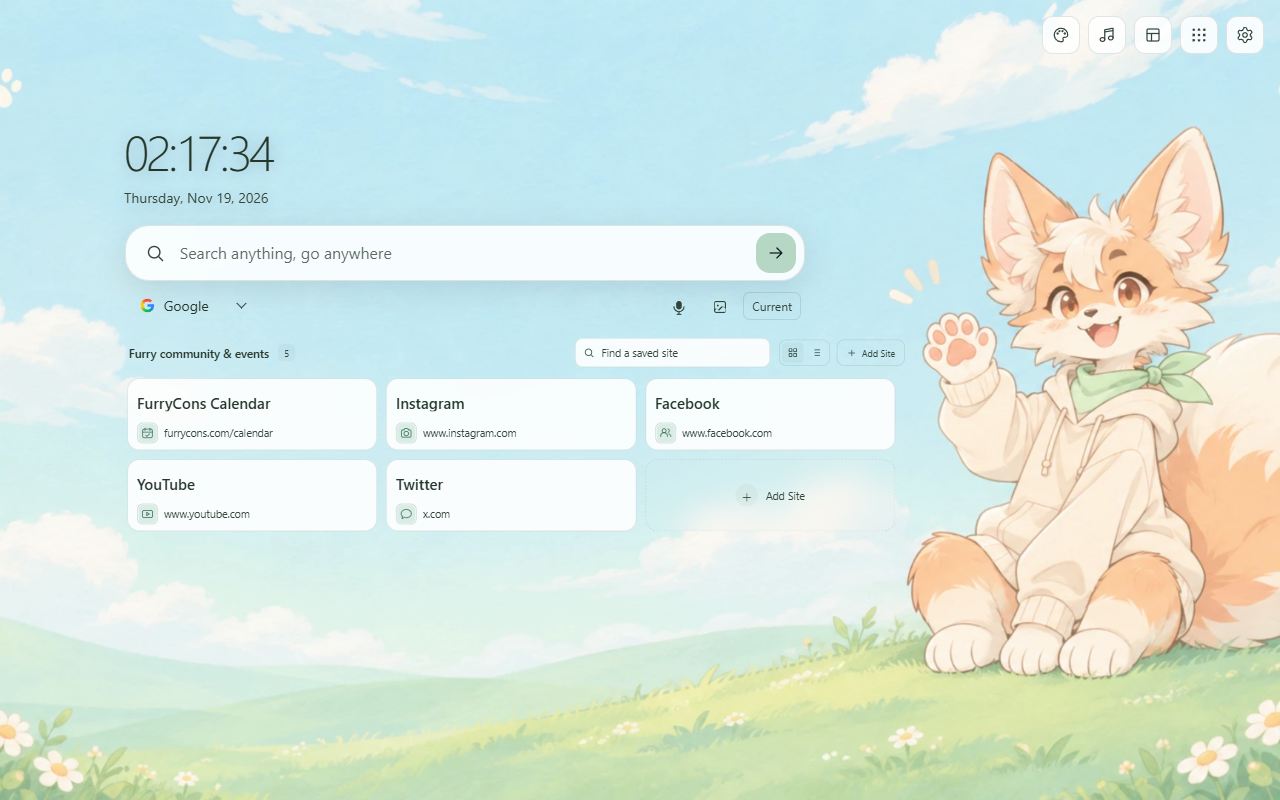 02:17:34
Thursday, Nov 19, 2026
Search anything, go anywhere
Google
Current
Furry community & events 5
Find a saved site
Add Site
FurryCons Calendar
furrycons.com/calendar
Instagram
www.instagram.com
Facebook
www.facebook.com
YouTube
www.youtube.com
Twitter
x.com
Add Site